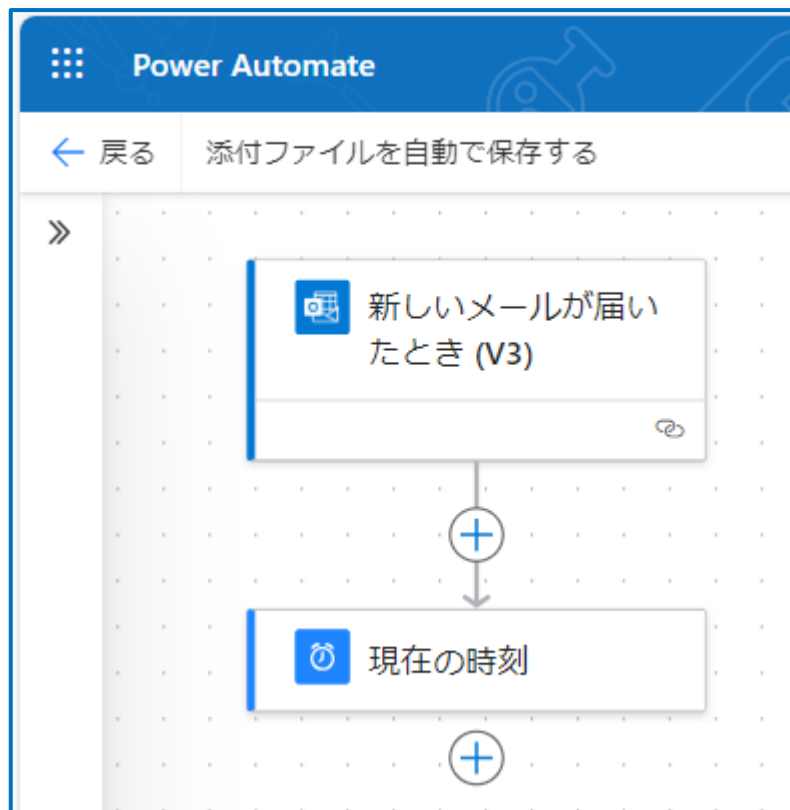 Power Automate
戻る 添付ファイルを自動で保存する
新しいメールが届い
たとき (V3)
現在の時刻